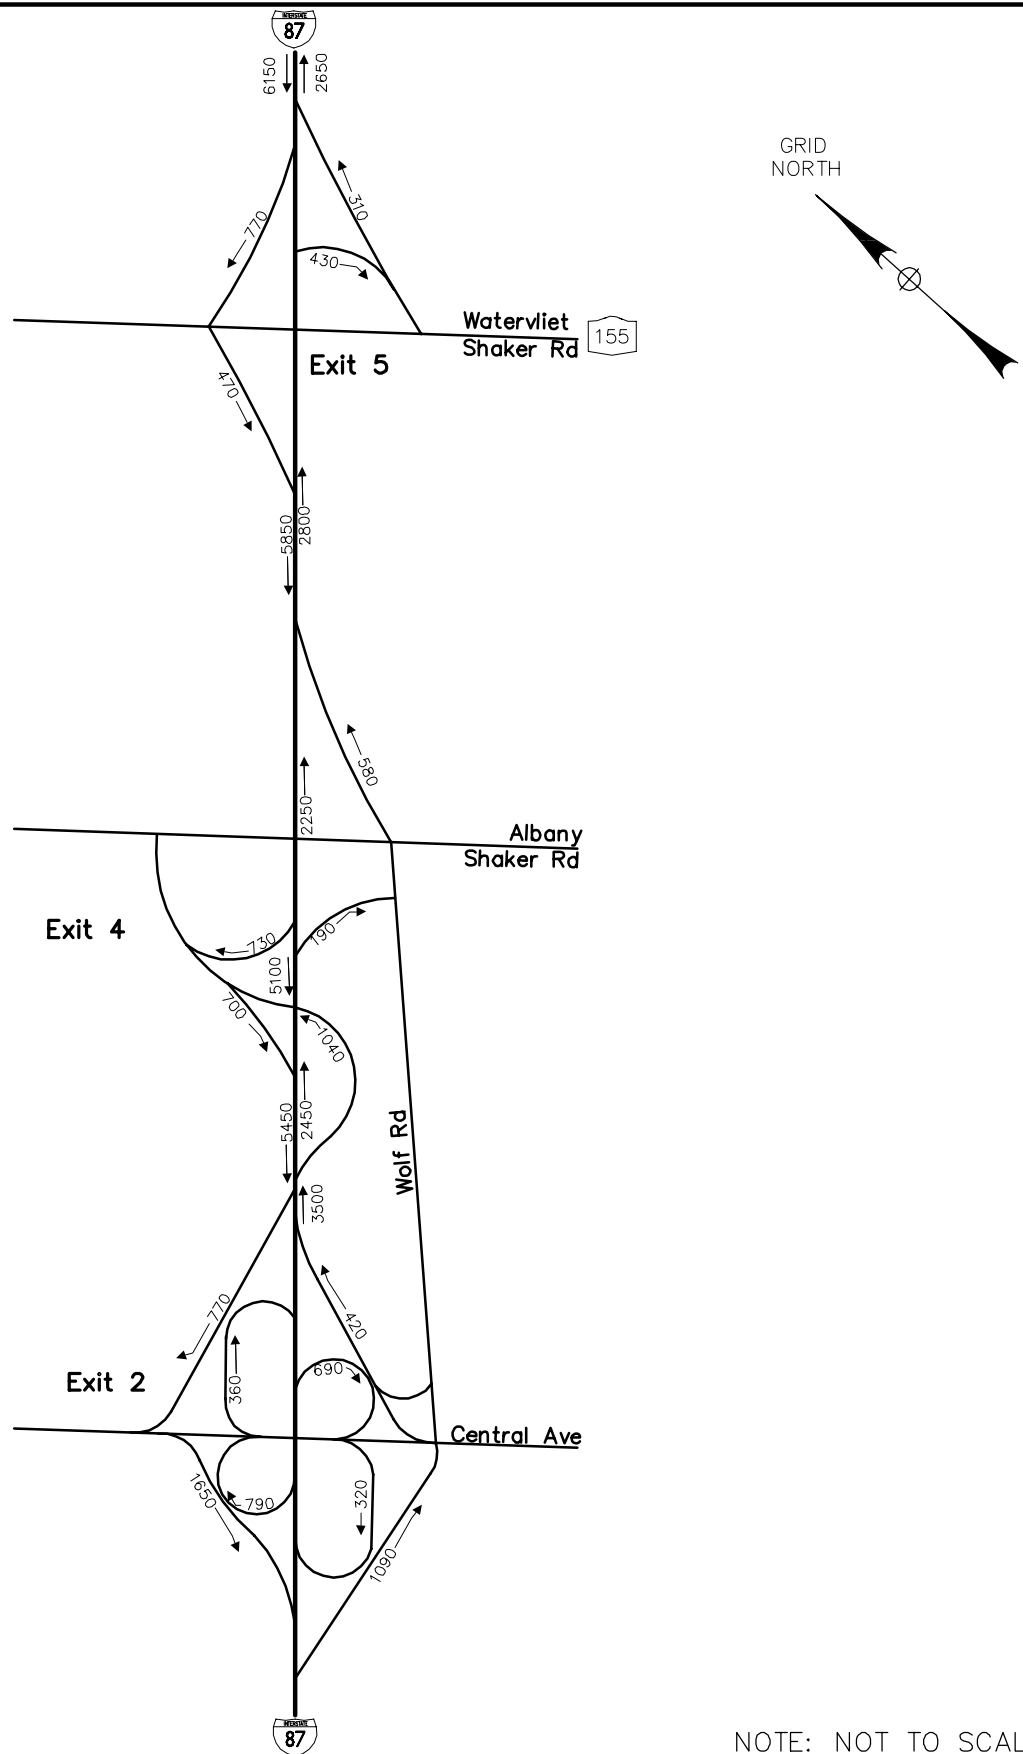 INTERSTATE
87
6150
2650
GRID
NORTH
310
770
430
Watervliet
Shaker Rd
155
Exit 5
470
5850
2800
580
2250
Albany
Shaker Rd
Exit 4
730
190
5100
700
1040
5450
2450
Wolf Rd
3500
770
420
690
Exit 2
360
Central Ave
1650
790
320
1090
INTERSTATE
87
NOTE: NOT TO SCAL